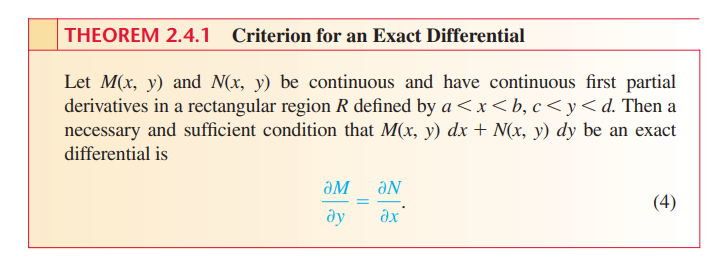 THEOREM 2.4.1 Criterion for an Exact Differential
Let M(x, y) and N(x, y) be continuous and have continuous first partial
derivatives in a rectangular region R defined by a < x < b, c < y < d. Then a
necessary and sufficient condition that M(x, y) dx + N(x, y) dy be an exact
differential is
∂M/∂y = ∂N/∂x. (4)